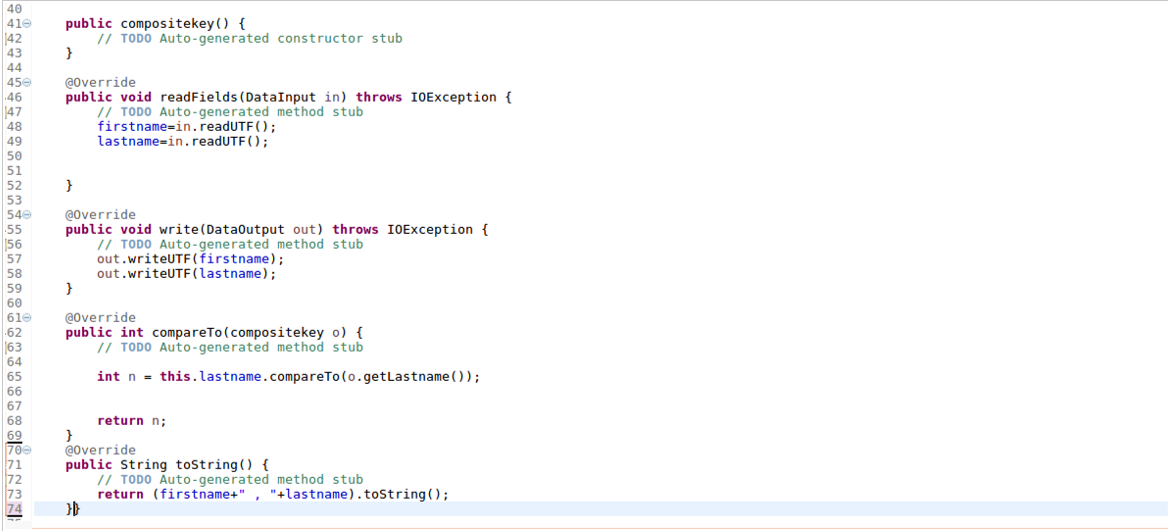 40
41 public compositekey() {
42 // TODO Auto-generated constructor stub
43 }
44
45 @Override
46 public void readFields(DataInput in) throws IOException {
47 // TODO Auto-generated method stub
48 firstname=in.readUTF();
49 lastname=in.readUTF();
50
51
52 }
53
54 @Override
55 public void write(DataOutput out) throws IOException {
56 // TODO Auto-generated method stub
57 out.writeUTF(firstname);
58 out.writeUTF(lastname);
59 }
60
61 @Override
62 public int compareTo(compositekey o) {
63 // TODO Auto-generated method stub
64
65 int n = this.lastname.compareTo(o.getLastname());
66
67
68 return n;
69 }
70 @Override
71 public String toString() {
72 // TODO Auto-generated method stub
73 return (firstname+" , "+lastname).toString();
74 }}